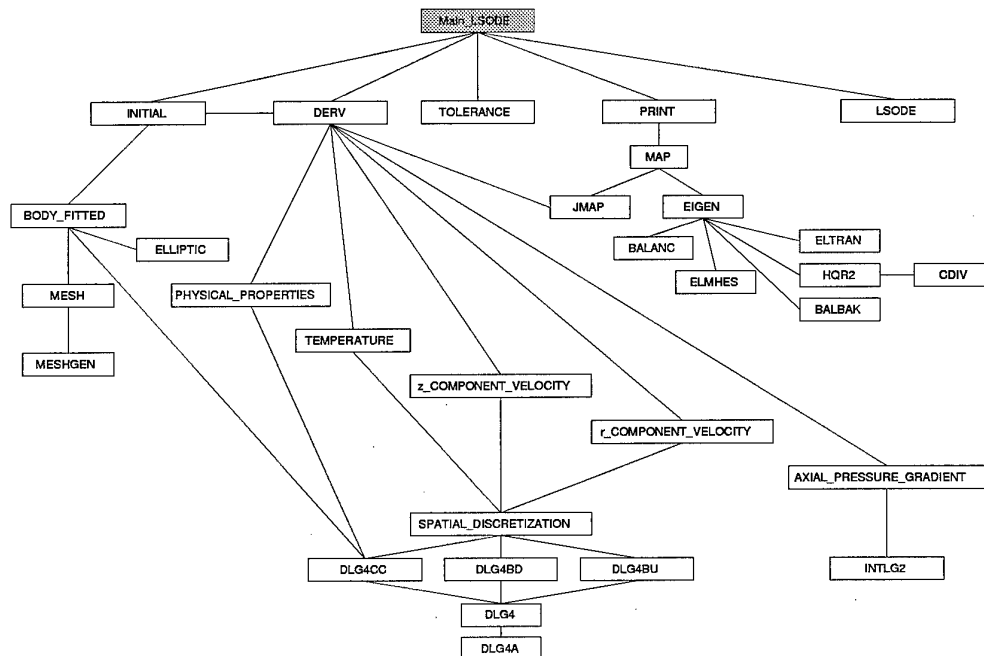 Main_LSODE
INITIAL
DERV
TOLERANCE
PRINT
LSODE
MAP
JMAP
EIGEN
BODY_FITTED
ELLIPTIC
BALANC
ELTRAN
ELMHES
HQR2
CDIV
MESH
PHYSICAL_PROPERTIES
BALBAK
TEMPERATURE
MESHGEN
z_COMPONENT_VELOCITY
r_COMPONENT_VELOCITY
AXIAL_PRESSURE_GRADIENT
SPATIAL_DISCRETIZATION
DLG4CC
DLG4BD
DLG4BU
INTLG2
DLG4
DLG4A